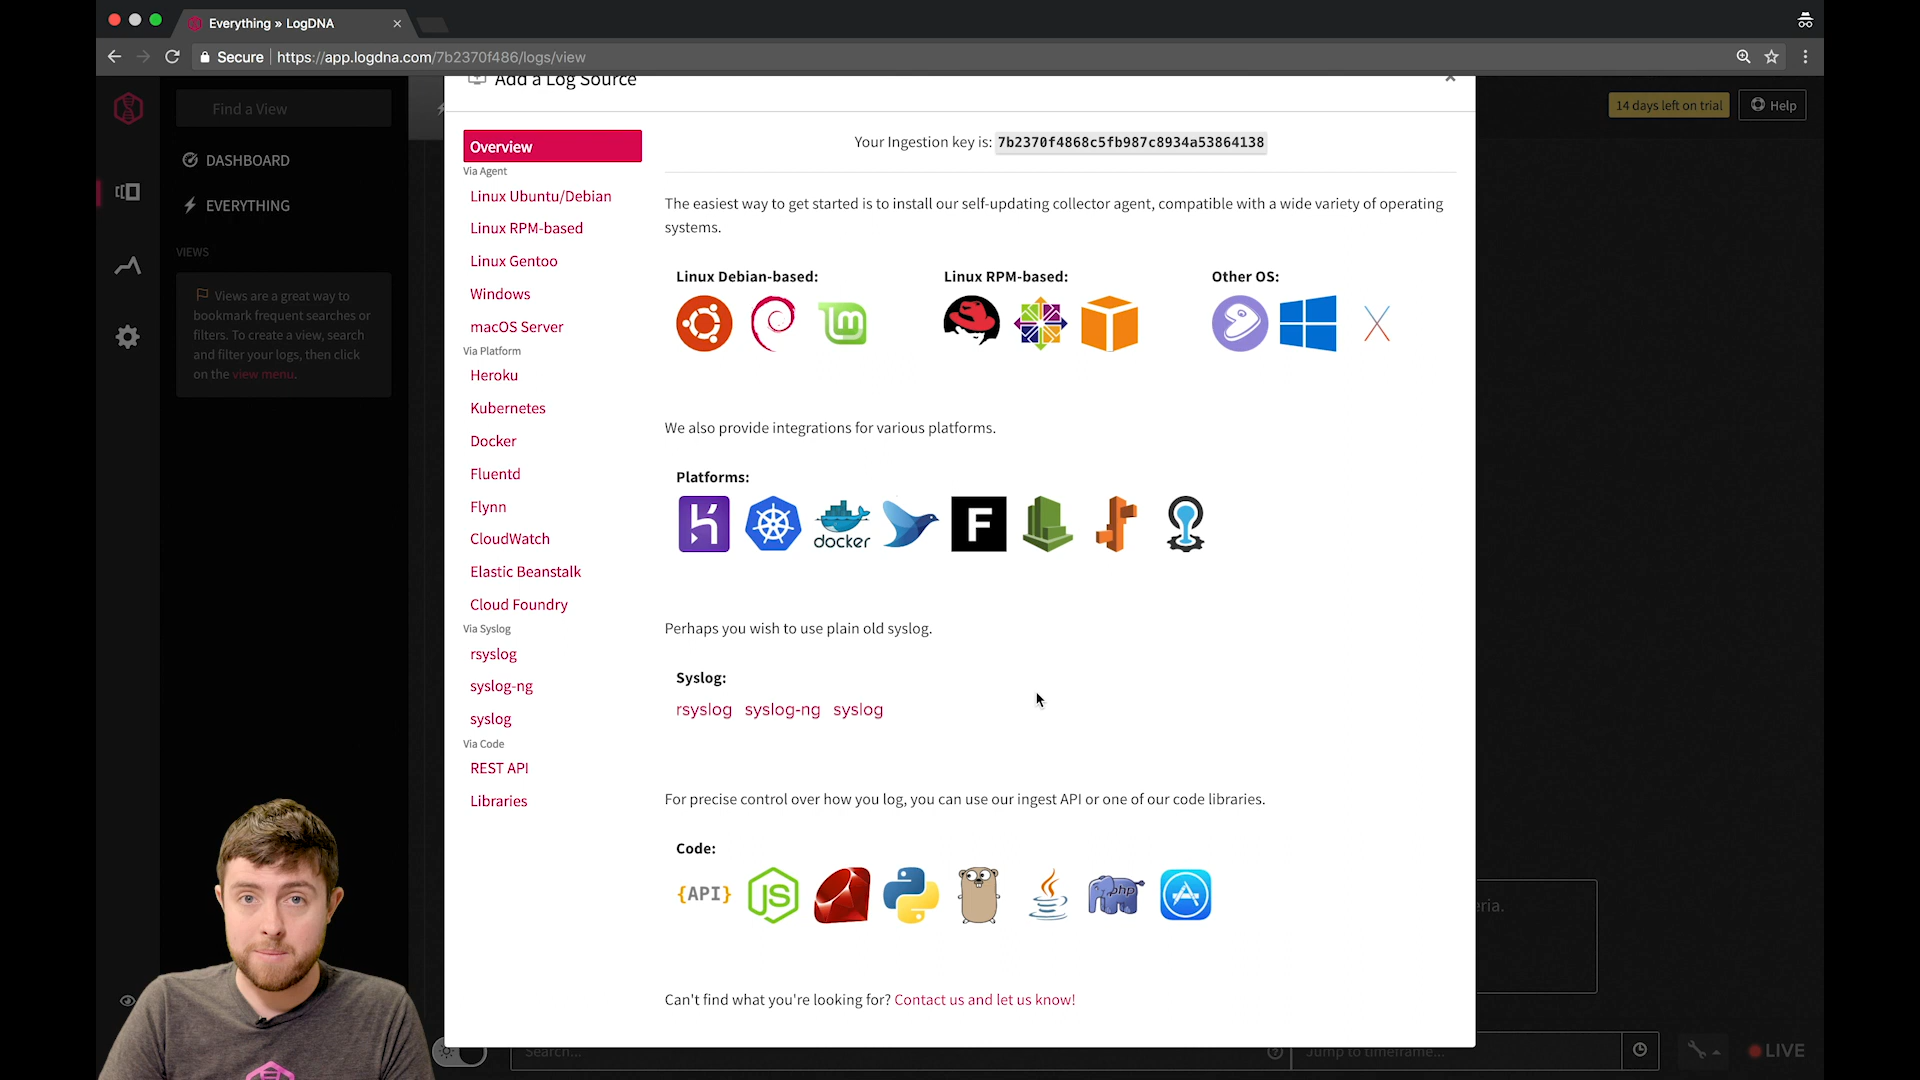 Everything » LogDNA
Secure
https://app.logdna.com/7b2370f486/logs/view
Find a View
DASHBOARD
EVERYTHING
VIEWS
Views are a great way to
bookmark frequent searches or
filters. To create a view, search
and filter your logs, then click
on the view menu.
14 days left on trial
Help
Add a Log Source
Overview
Via Agent
Linux Ubuntu/Debian
Linux RPM-based
Linux Gentoo
Windows
macOS Server
Via Platform
Heroku
Kubernetes
Docker
Fluentd
Flynn
CloudWatch
Elastic Beanstalk
Cloud Foundry
Via Syslog
rsyslog
syslog-ng
syslog
Via Code
REST API
Libraries
Your Ingestion key is: 7b2370f4868c5fb987c8934a53864138
The easiest way to get started is to install our self-updating collector agent, compatible with a wide variety of operating
systems.
Linux Debian-based:
Linux RPM-based:
Other OS:
We also provide integrations for various platforms.
Platforms:
docker
F
Perhaps you wish to use plain old syslog.
Syslog:
rsyslog syslog-ng syslog
For precise control over how you log, you can use our ingest API or one of our code libraries.
Code:
{API}
JS
php
Can't find what you're looking for? Contact us and let us know!
eria.
Search...
Jump to timeframe...
LIVE